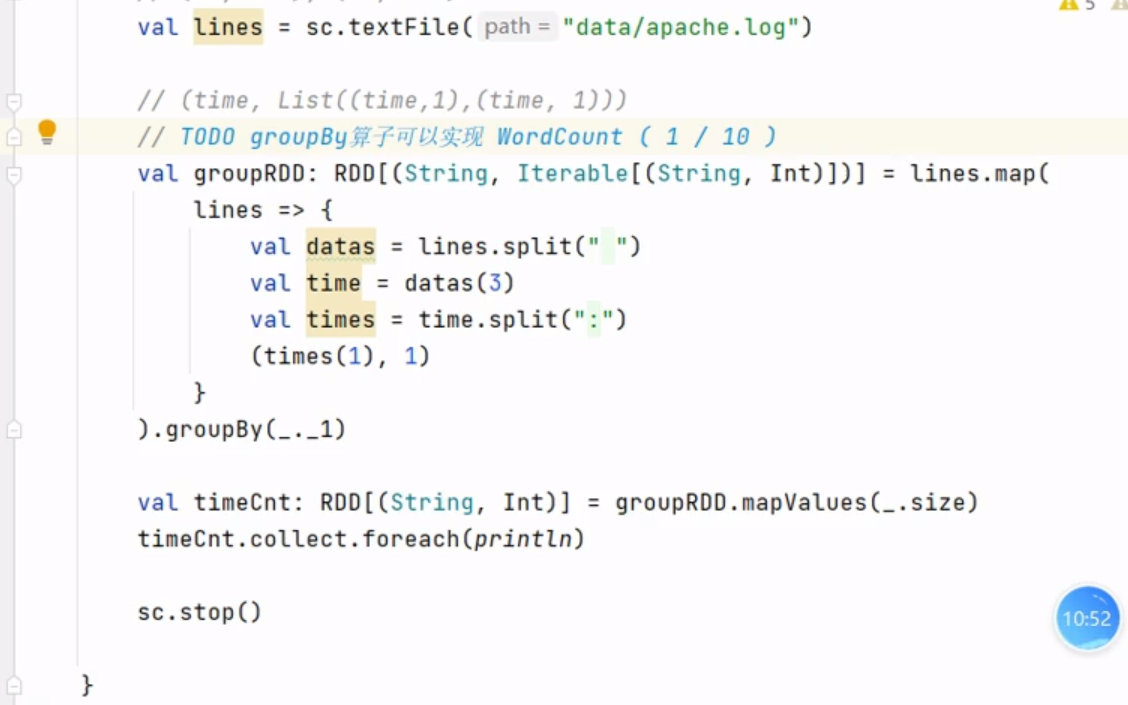 val lines = sc.textFile( path = "data/apache.log")
// (time, List((time,1),(time, 1)))
// TODO groupBy算子可以实现 WordCount ( 1 / 10 )
val groupRDD: RDD[(String, Iterable[(String, Int)])] = lines.map(
lines => {
val datas = lines.split(" ")
val time = datas(3)
val times = time.split(":")
(times(1), 1)
}
).groupBy(_._1)
val timeCnt: RDD[(String, Int)] = groupRDD.mapValues(_.size)
timeCnt.collect.foreach(println)
sc.stop()
}
5
10:52